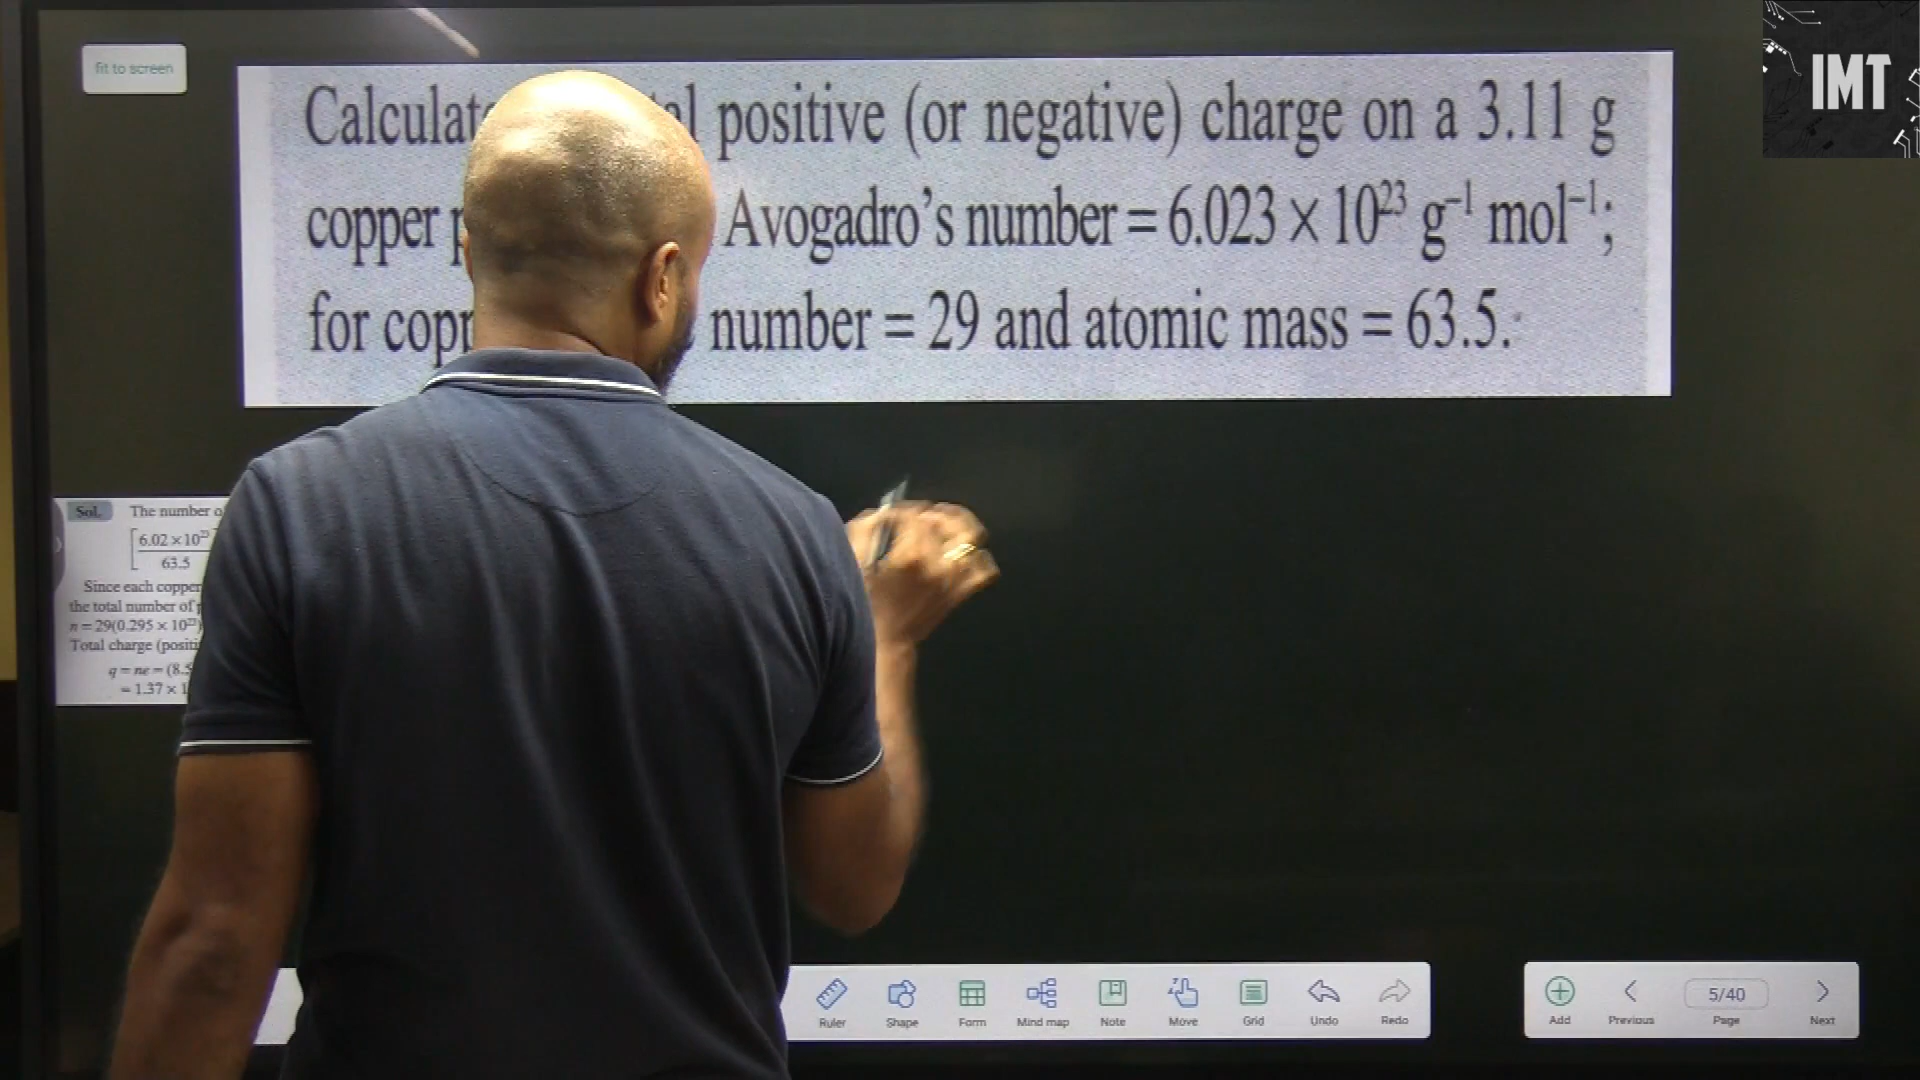 fit to screen
IMT
positive (or negative) charge on a 3.11 g
copper Avogadro's number = 6.023 × 10²³ g⁻¹ mol⁻¹;
for number = 29 and atomic mass = 63.5.
Sol. The number
6.02 × 10²³
63.5
Since each copper
the total number of
n = 29(0.295 × 10²³)
Total charge
q = ne = (8.5
= 1.37 × 1
Ruler Shape Form Mind map Note Move Grid Undo Redo
5/40
Add Previous Page Next